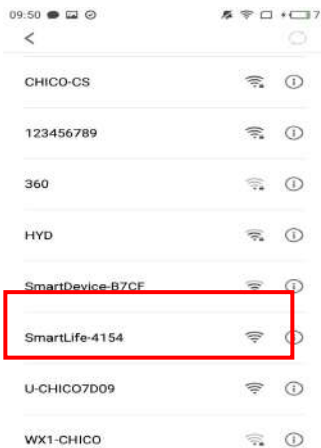 09:50
CHICO-CS
123456789
360
HYD
SmartDevice-B7CF
SmartLife-4154
U-CHICO7D09
WX1-CHICO